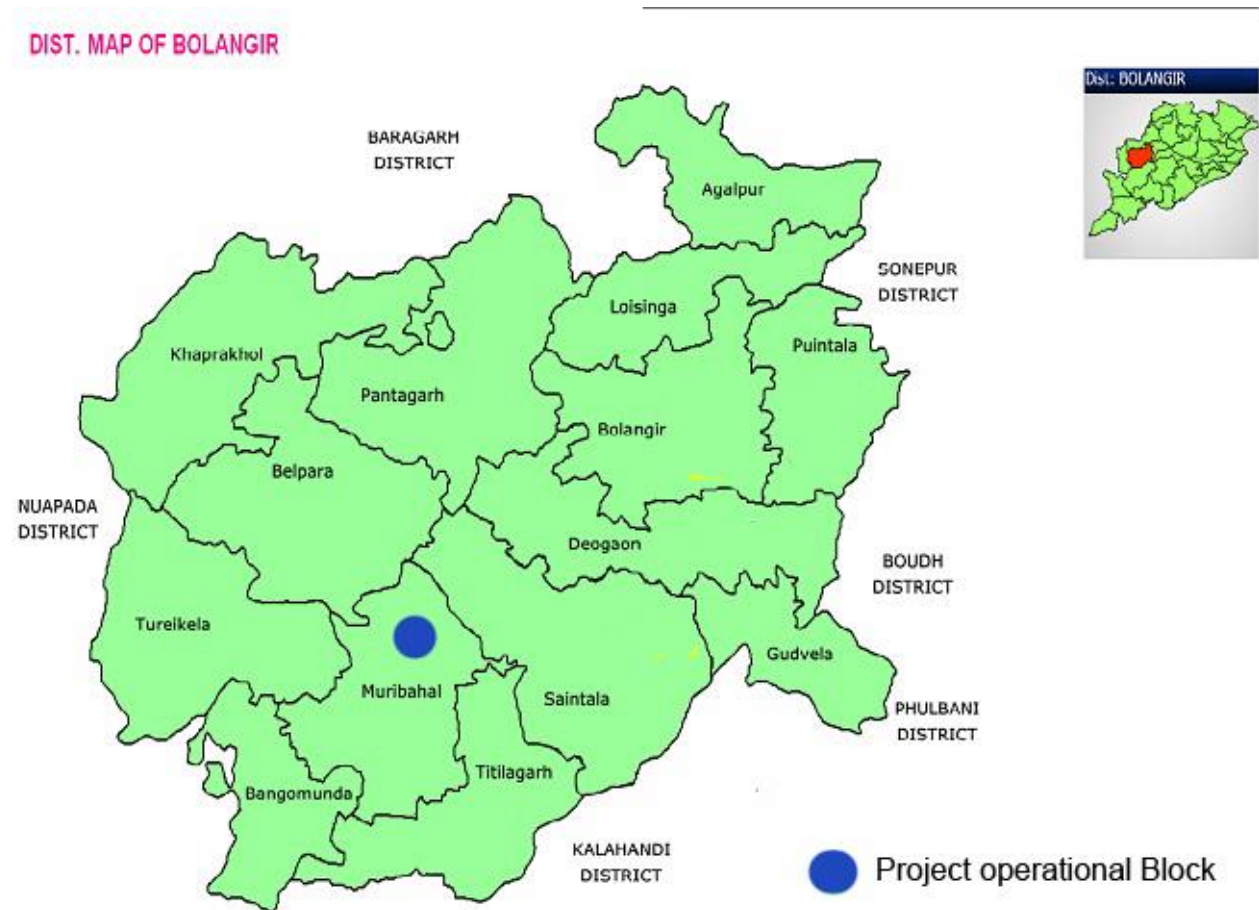 DIST. MAP OF BOLANGIR
Dist: BOLANGIR
BARAGARH
DISTRICT
Agalpur
SONEPUR
DISTRICT
Loisinga
Puintala
Khaprakhol
Pantagarh
Bolangir
Belpara
NUAPADA
DISTRICT
Deogaon
BOUDH
DISTRICT
Tureikela
Gudvela
Muribahal
Saintala
PHULBANI
DISTRICT
Titilagarh
Bangomunda
KALAHANDI
DISTRICT
Project operational Block